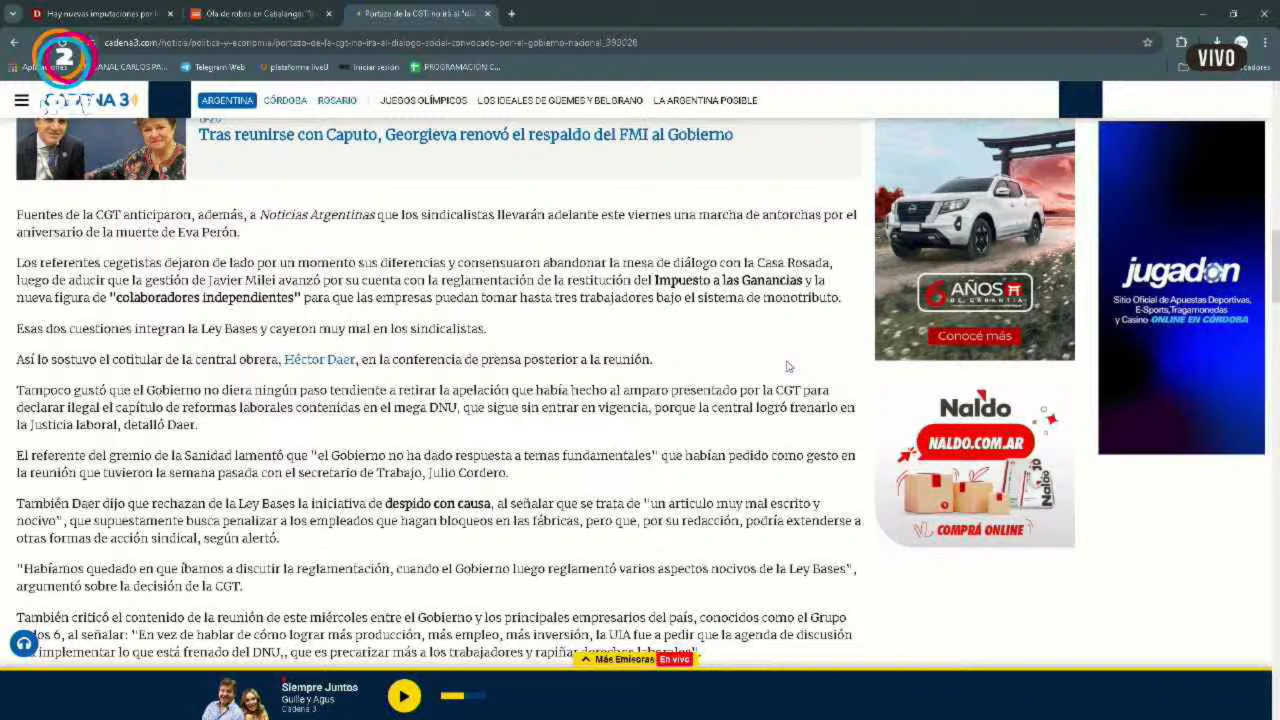 Hay nuevas imputaciones por l
Ola de robos en Catalangas: "
Portazo de la CGT: no irá al "di
cadena3.com/noticia/politica-y-economia/portazo-de-la-cgt-no-ira-al-dialogo-social-convocado-por-el-gobierno-nacional_399028
2
VIVO
ANAL CARLOS PA...
Telegram Web
plataforma liveU
Iniciar sesión
PROGRAMACION C...
CADENA 3
ARGENTINA
CÓRDOBA
ROSARIO
JUEGOS OLÍMPICOS
LOS IDEALES DE GÜEMES Y BELGRANO
LA ARGENTINA POSIBLE
G-20
Tras reunirse con Caputo, Georgieva renovó el respaldo del FMI al Gobierno
Fuentes de la CGT anticiparon, además, a Noticias Argentinas que los sindicalistas llevarán adelante este viernes una marcha de antorchas por el
aniversario de la muerte de Eva Perón.
Los referentes cegetistas dejaron de lado por un momento sus diferencias y consensuaron abandonar la mesa de diálogo con la Casa Rosada,
luego de aducir que la gestión de Javier Milei avanzó por su cuenta con la reglamentación de la restitución del Impuesto a las Ganancias y la
nueva figura de "colaboradores independientes" para que las empresas puedan tomar hasta tres trabajadores bajo el sistema de monotributo.
Esas dos cuestiones integran la Ley Bases y cayeron muy mal en los sindicalistas.
Así lo sostuvo el cotitular de la central obrera, Héctor Daer, en la conferencia de prensa posterior a la reunión.
Tampoco gustó que el Gobierno no diera ningún paso tendiente a retirar la apelación que había hecho al amparo presentado por la CGT para
declarar ilegal el capítulo de reformas laborales contenidas en el mega DNU, que sigue sin entrar en vigencia, porque la central logró frenarlo en
la Justicia laboral, detalló Daer.
El referente del gremio de la Sanidad lamentó que "el Gobierno no ha dado respuesta a temas fundamentales" que habían pedido como gesto en
la reunión que tuvieron la semana pasada con el secretario de Trabajo, Julio Cordero.
También Daer dijo que rechazan de la Ley Bases la iniciativa de despido con causa, al señalar que se trata de "un artículo muy mal escrito y
nocivo", que supuestamente busca penalizar a los empleados que hagan bloqueos en las fábricas, pero que, por su redacción, podría extenderse a
otras formas de acción sindical, según alertó.
"Habíamos quedado en que íbamos a discutir la reglamentación, cuando el Gobierno luego reglamentó varios aspectos nocivos de la Ley Bases",
argumentó sobre la decisión de la CGT.
También criticó el contenido de la reunión de este miércoles entre el Gobierno y los principales empresarios del país, conocidos como el Grupo
los 6, al señalar: "En vez de hablar de cómo lograr más producción, más empleo, más inversión, la UIA fue a pedir que la agenda de discusión
implementar lo que está frenado del DNU,, que es precarizar más a los trabajadores y rapiñar derechos laborales".
6 AÑOS
DE GARANTÍA
Conocé más
Naldo
NALDO.COM.AR
Naldo
COMPRÁ ONLINE
jugadon
Sitio Oficial de Apuestas Deportivas,
E-Sports, Tragamonedas
y Casino ONLINE EN CÓRDOBA
Más Emisoras
En vivo
Siempre Juntos
Guille y Agus
Cadena 3